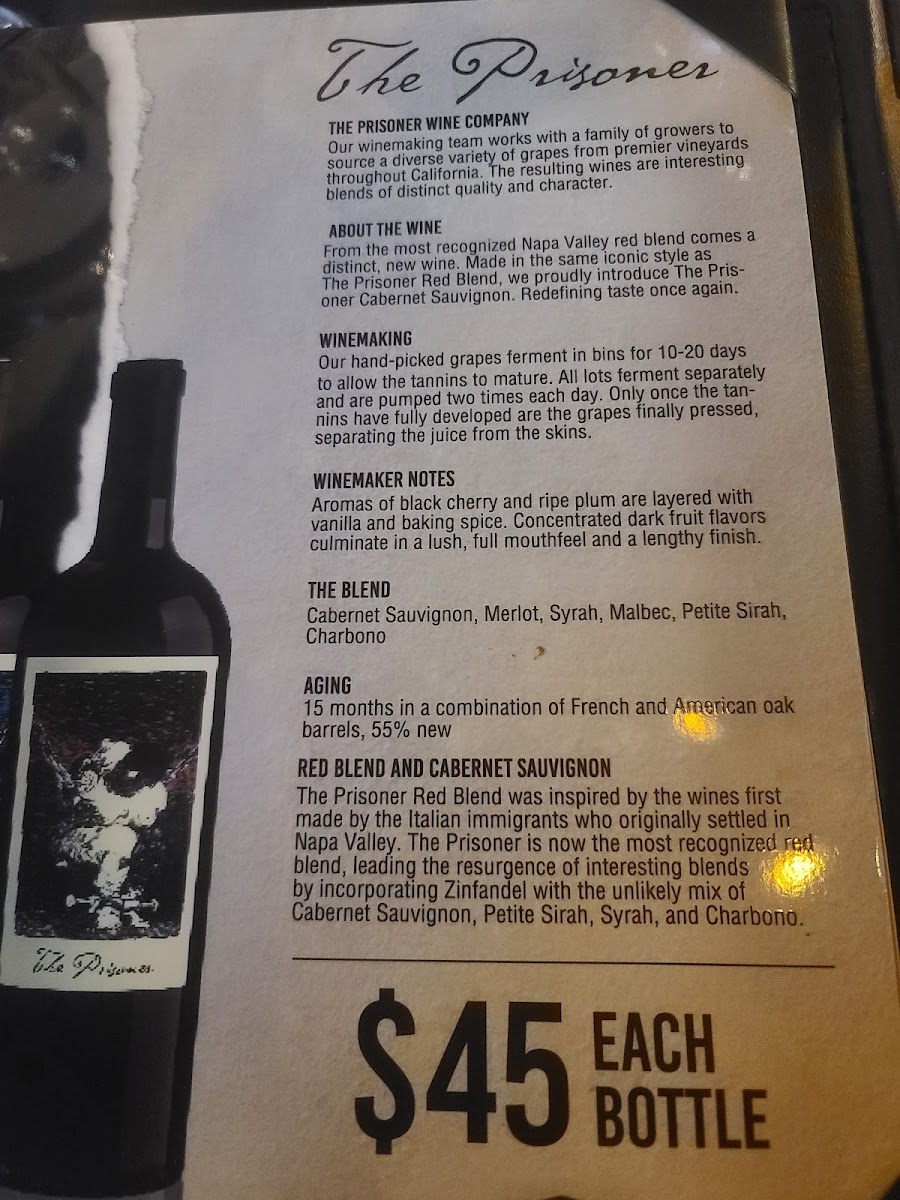 The Prisoner
THE PRISONER WINE COMPANY
Our winemaking team works with a family of growers to
source a diverse variety of grapes from premier vineyards
throughout California. The resulting wines are interesting
blends of distinct quality and character.
ABOUT THE WINE
From the most recognized Napa Valley red blend comes a
distinct, new wine. Made in the same iconic style as
The Prisoner Red Blend, we proudly introduce The Pris-
oner Cabernet Sauvignon. Redefining taste once again.
WINEMAKING
Our hand-picked grapes ferment in bins for 10-20 days
to allow the tannins to mature. All lots ferment separately
and are pumped two times each day. Only once the tan-
nins have fully developed are the grapes finally pressed,
separating the juice from the skins.
WINEMAKER NOTES
Aromas of black cherry and ripe plum are layered with
vanilla and baking spice. Concentrated dark fruit flavors
culminate in a lush, full mouthfeel and a lengthy finish.
THE BLEND
Cabernet Sauvignon, Merlot, Syrah, Malbec, Petite Sirah,
Charbono
AGING
15 months in a combination of French and American oak
barrels, 55% new
RED BLEND AND CABERNET SAUVIGNON
The Prisoner Red Blend was inspired by the wines first
made by the Italian immigrants who originally settled in
Napa Valley. The Prisoner is now the most recognized red
blend, leading the resurgence of interesting blends
by incorporating Zinfandel with the unlikely mix of
Cabernet Sauvignon, Petite Sirah, Syrah, and Charbono.
The Prisoner
$45 EACH
BOTTLE